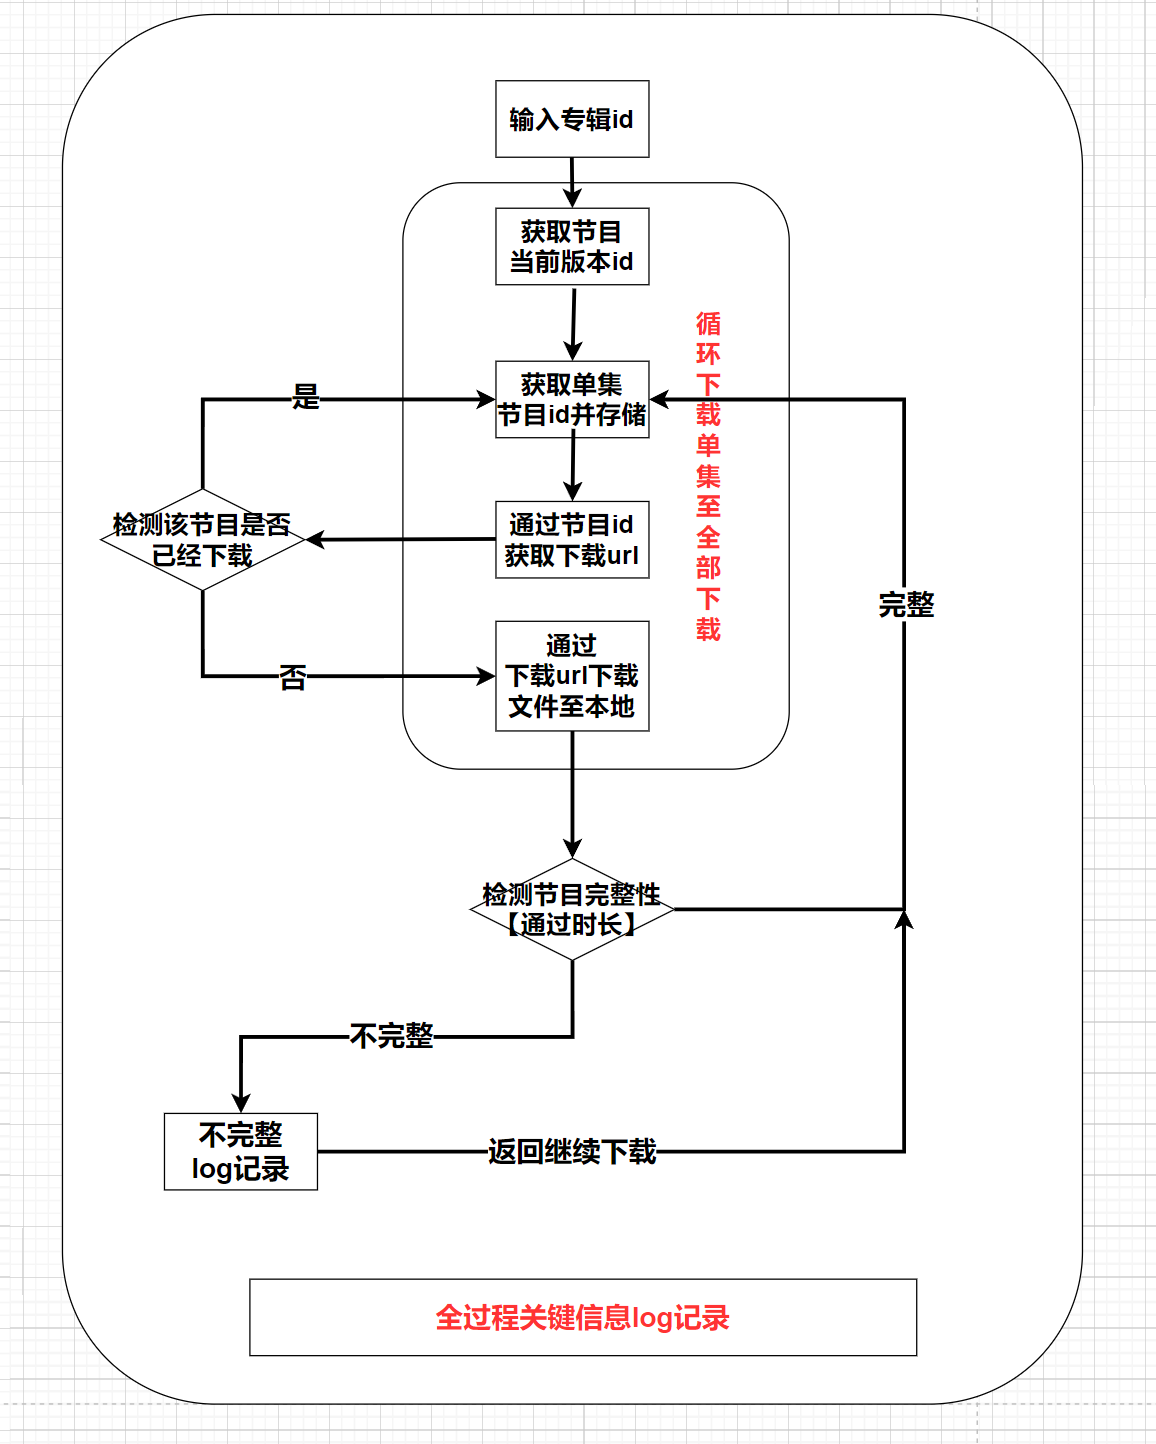 输入专辑id
获取节目
当前版本id
循
环
下
载
单
集
至
全
部
下
载
获取单集
节目id并存储
是
检测该节目是否
已经下载
通过节目id
获取下载url
完整
否
通过
下载url下载
文件至本地
检测节目完整性
【通过时长】
不完整
不完整
log记录
返回继续下载
全过程关键信息log记录